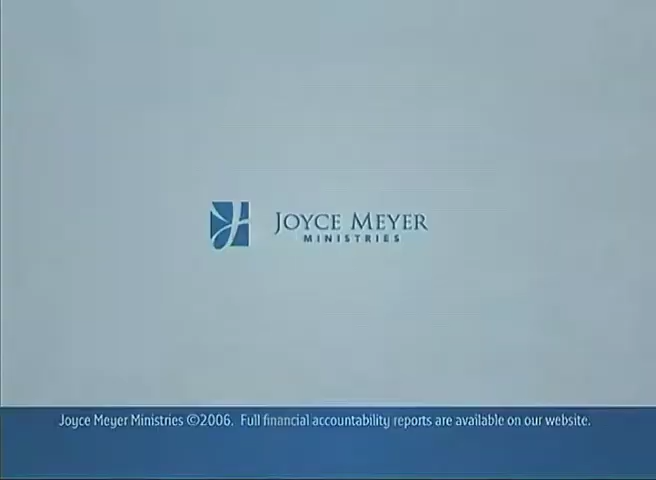 JOYCE MEYER
MINISTRIES
Joyce Meyer Ministries ©2006. Full financial accountability reports are available on our website.